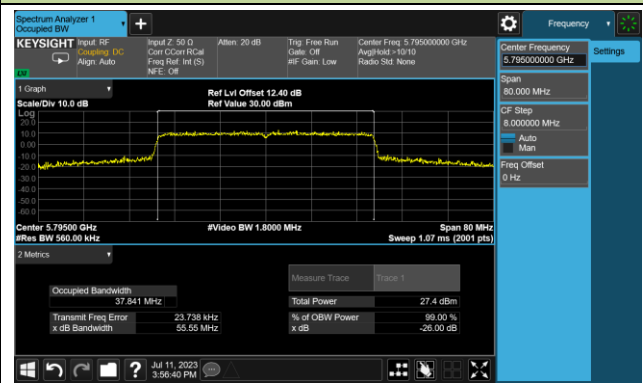 Spectrum Analyzer 1
Occupied BW
Frequency
KEYSIGHT
Input: RF
Coupling: DC
Align: Auto
Input Z: 50 Ω
Corr CCorr RCal
Freq Ref: Int (S)
NFE: Off
Atten: 20 dB
Trig: Free Run
Gate: Off
#IF Gain: Low
Center Freq: 5.795000000 GHz
Avg|Hold:>10/10
Radio Std: None
Center Frequency
5.795000000 GHz
Settings
Span
80.000 MHz
CF Step
8.000000 MHz
Auto
Man
Freq Offset
0 Hz
1 Graph
Scale/Div 10.0 dB
Ref Lvl Offset 12.40 dB
Ref Value 30.00 dBm
Log
20.0
10.0
0.00
-10.0
-20.0
-30.0
-40.0
-50.0
-60.0
Center 5.79500 GHz
#Res BW 560.00 kHz
#Video BW 1.8000 MHz
Span 80 MHz
Sweep 1.07 ms (2001 pts)
2 Metrics
Measure Trace
Trace 1
Occupied Bandwidth
37.841 MHz
Total Power
27.4 dBm
Transmit Freq Error
23.738 kHz
% of OBW Power
99.00 %
x dB Bandwidth
55.55 MHz
x dB
-26.00 dB
Jul 11, 2023
3:56:40 PM